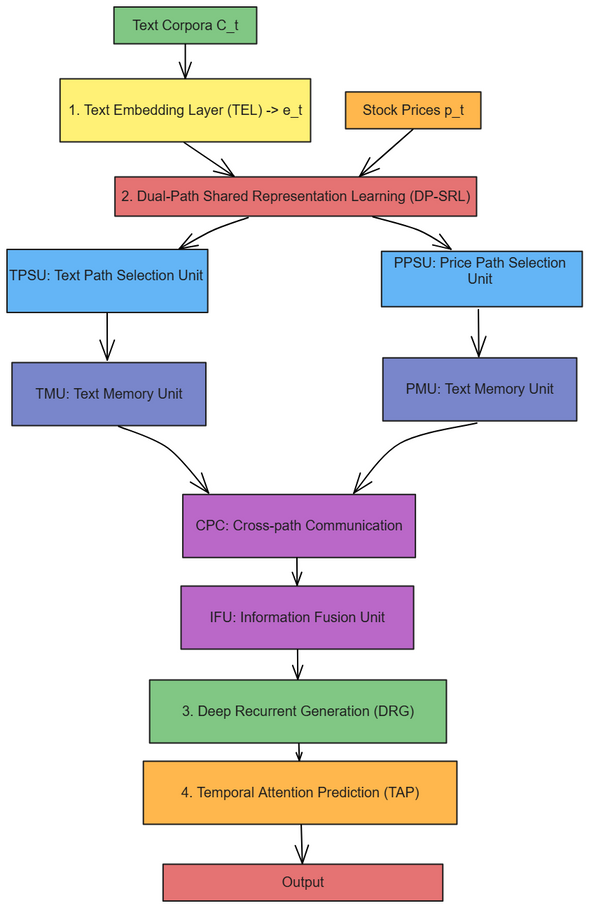 Text Corpora C_t
1. Text Embedding Layer (TEL) -> e_t
Stock Prices p_t
2. Dual-Path Shared Representation Learning (DP-SRL)
TPSU: Text Path Selection Unit
PPSU: Price Path Selection
Unit
TMU: Text Memory Unit
PMU: Text Memory Unit
CPC: Cross-path Communication
IFU: Information Fusion Unit
3. Deep Recurrent Generation (DRG)
4. Temporal Attention Prediction (TAP)
Output